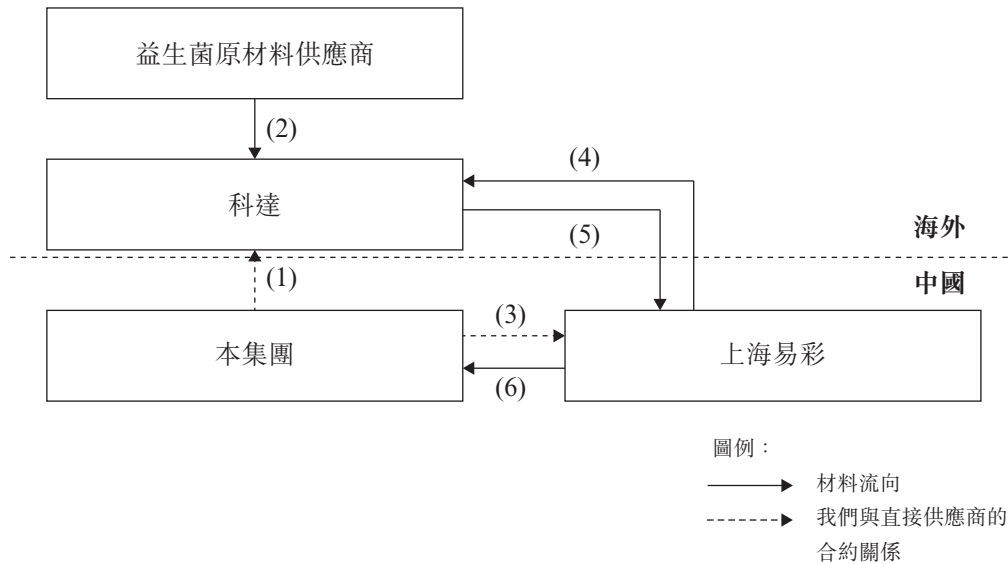 益生菌原材料供應商
(2)
(4)
科達
(5)
海外
(1)
中國
(3)
本集團
上海易彩
(6)
圖例：
材料流向
我們與直接供應商的
合約關係